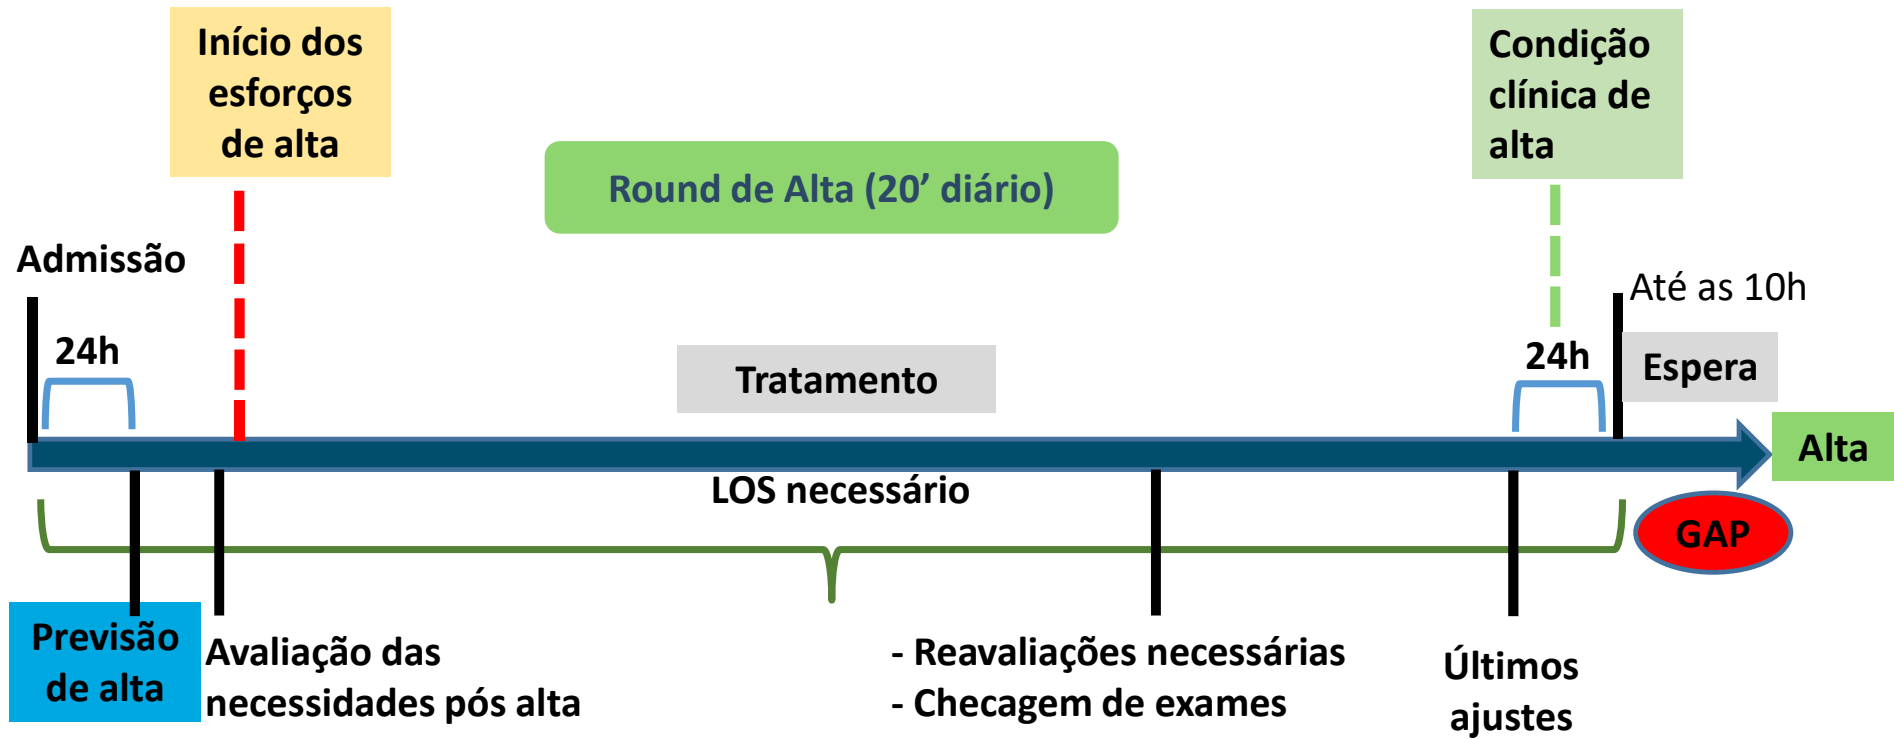 Início dos
esforços
de alta
Condição
clínica de
alta
Round de Alta (20’ diário)
Admissão
Até as 10h
24h
24h
Tratamento
Espera
Alta
LOS necessário
GAP
Previsão
de alta
Avaliação das
necessidades pós alta
- Reavaliações necessárias
- Checagem de exames
Últimos
ajustes